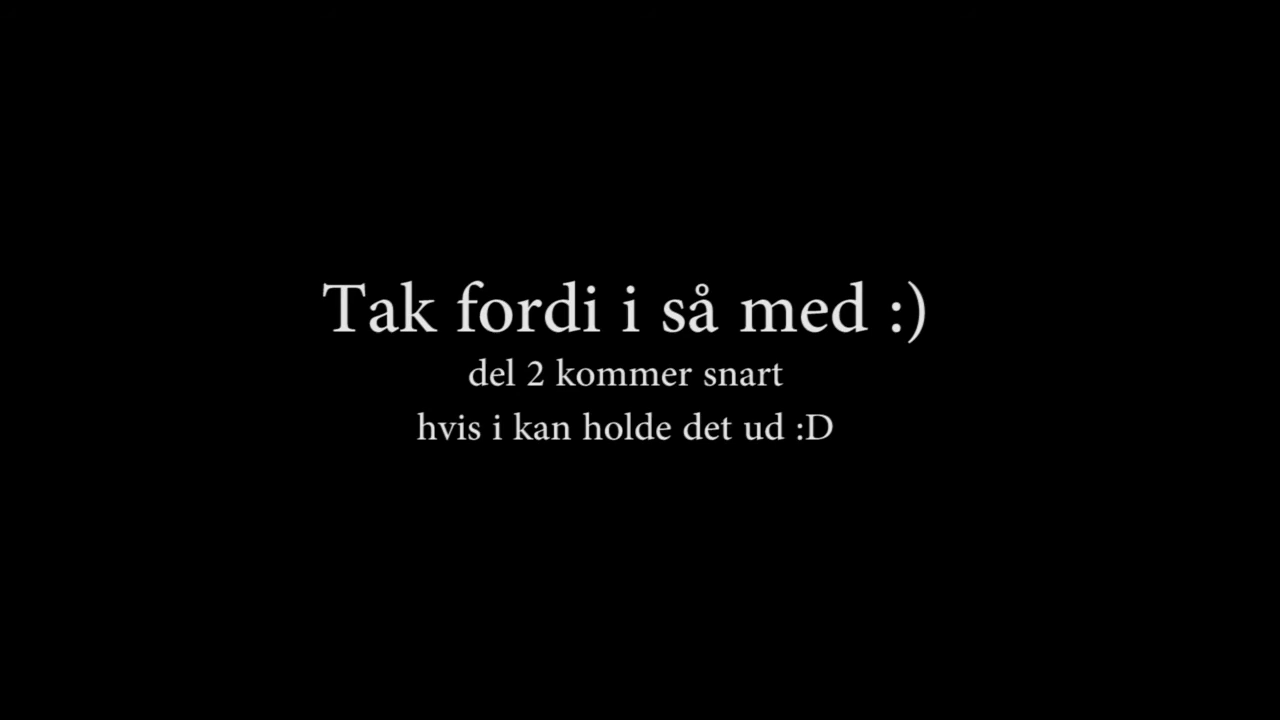 Tak fordi i så med :)
del 2 kommer snart
hvis i kan holde det ud :D